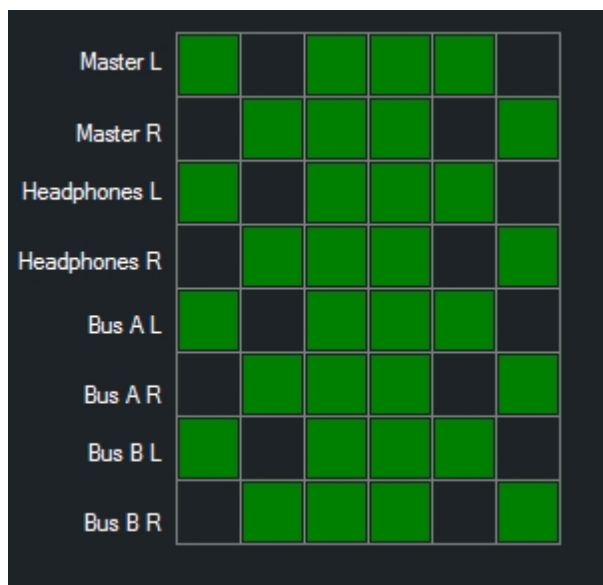 Master L
Master R
Headphones L
Headphones R
Bus A L
Bus A R
Bus B L
Bus B R